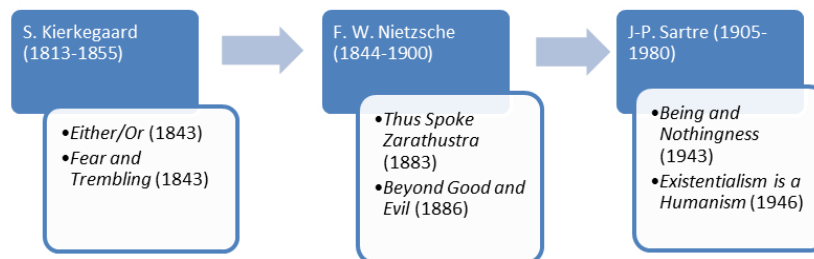 S. Kierkegaard
(1813-1855)
•Either/Or (1843)
•Fear and
Trembling (1843)
F. W. Nietzsche
(1844-1900)
•Thus Spoke
Zarathustra
(1883)
•Beyond Good and
Evil (1886)
J-P. Sartre (1905-
1980)
•Being and
Nothingness
(1943)
•Existentialism is a
Humanism (1946)